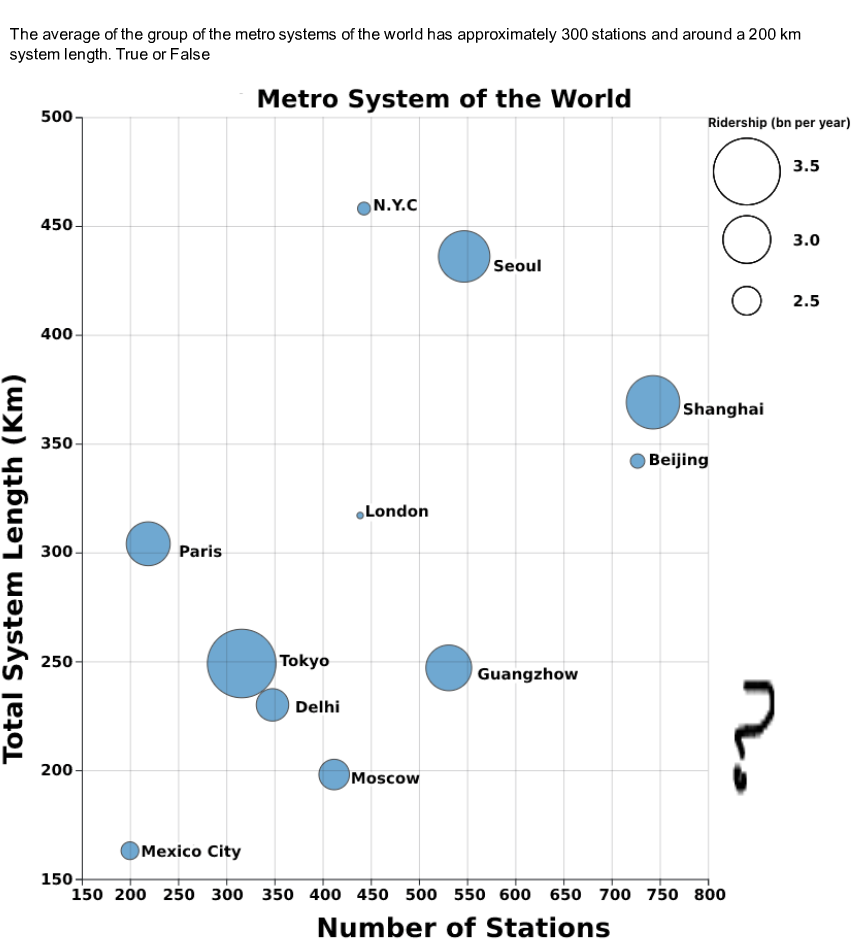 The average of the group of the metro systems of the world has approximately 300 stations and around a 200 km
system length. True or False
Metro System of the World
Ridership (bn per year)
3.5
3.0
2.5
Total System Length (Km)
500
450
400
350
300
250
200
150
N.Y.C
Seoul
Shanghai
Beijing
London
Paris
Tokyo
Guangzhow
Delhi
Moscow
Mexico City
?
150 200 250 300 350 400 450 500 550 600 650 700 750 800
Number of Stations